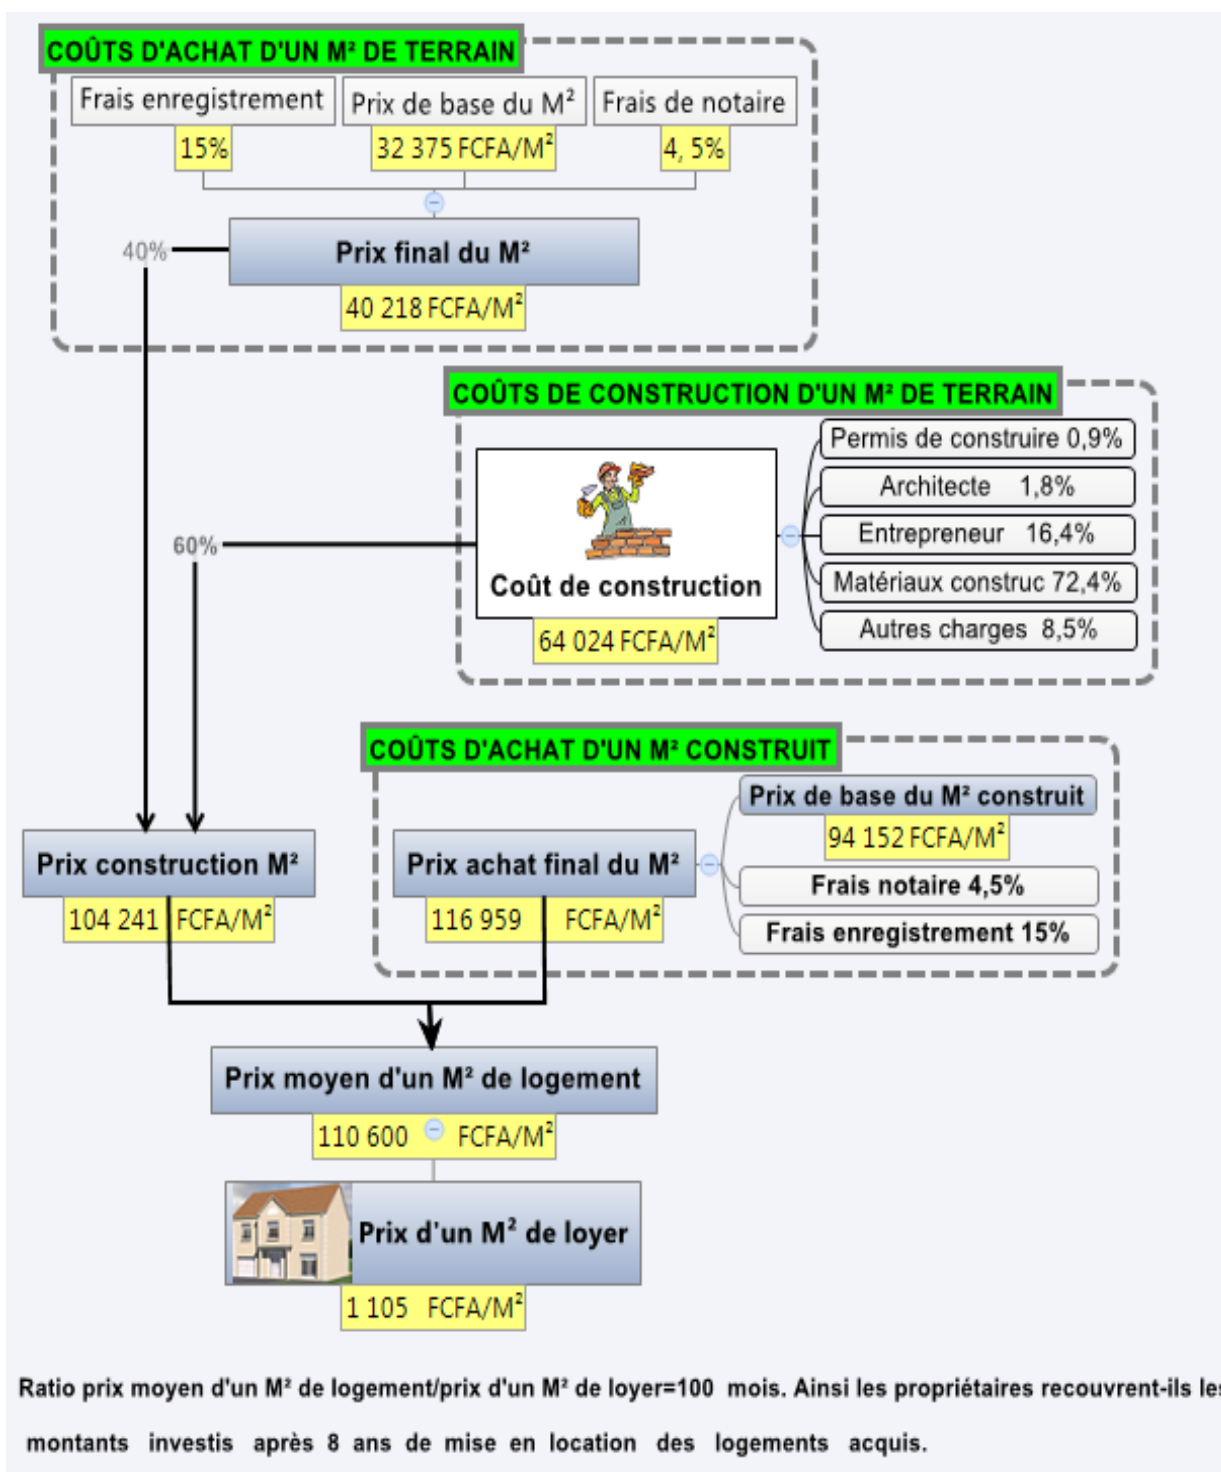 COÛTS D'ACHAT D'UN M² DE TERRAIN
Frais enregistrement
15%
Prix de base du M²
32 375 FCFA/M²
Frais de notaire
4, 5%
Prix final du M²
40 218 FCFA/M²
40%
COÛTS DE CONSTRUCTION D'UN M² DE TERRAIN
Coût de construction
64 024 FCFA/M²
Permis de construire 0,9%
Architecte 1,8%
Entrepreneur 16,4%
Matériaux construc 72,4%
Autres charges 8,5%
60%
COÛTS D'ACHAT D'UN M² CONSTRUIT
Prix de base du M² construit
94 152 FCFA/M²
Frais notaire 4,5%
Frais enregistrement 15%
Prix construction M²
104 241 FCFA/M²
Prix achat final du M²
116 959 FCFA/M²
Prix moyen d'un M² de logement
110 600 FCFA/M²
Prix d'un M² de loyer
1 105 FCFA/M²
Ratio prix moyen d'un M² de logement/prix d'un M² de loyer=100 mois. Ainsi les propriétaires recouvrent-ils les
montants investis après 8 ans de mise en location des logements acquis.